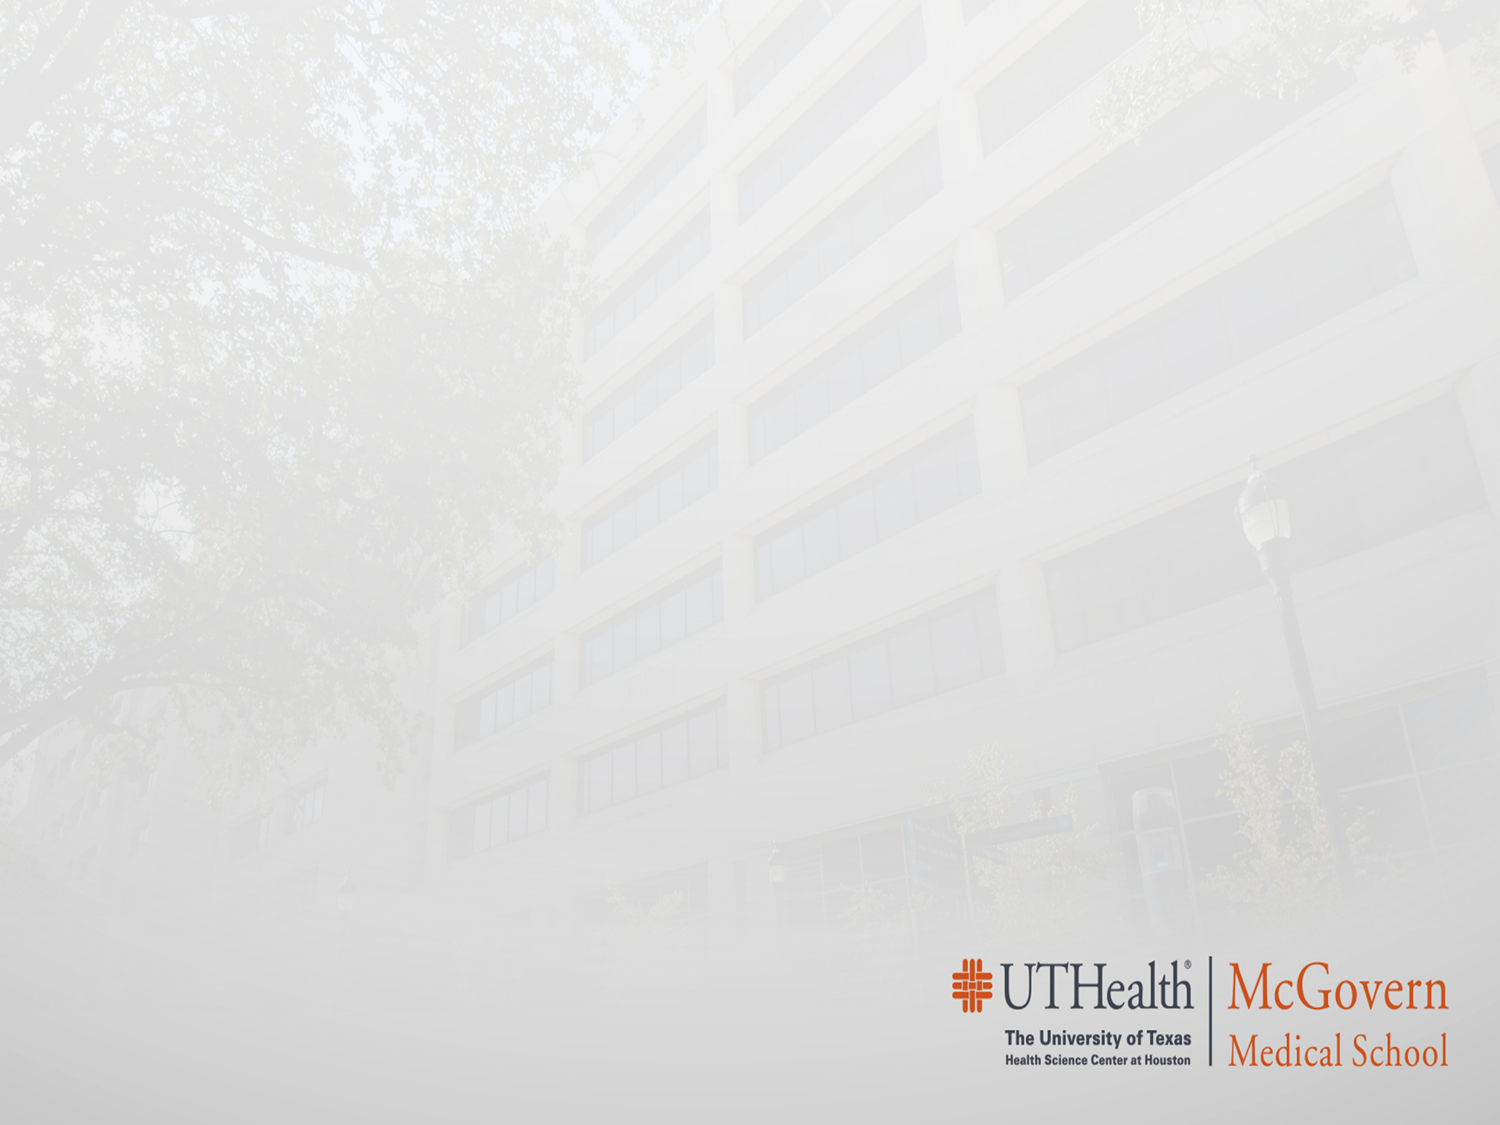 UTHealth®
The University of Texas
Health Science Center at Houston
McGovern
Medical School